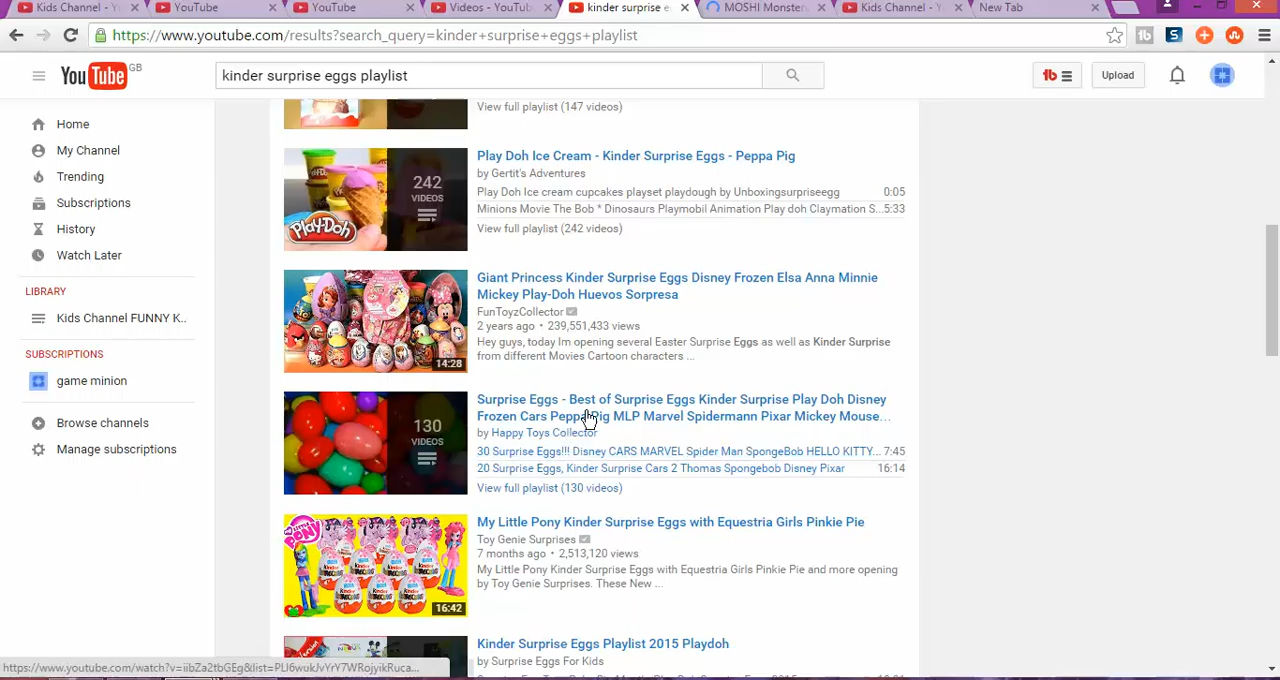 Kids Channel - Y
YouTube
YouTube
Videos - YouTub
kinder surprise e
MOSHI Monster
Kids Channel - Y
New Tab
https://www.youtube.com/results?search_query=kinder+surprise+eggs+playlist
YouTube GB
kinder surprise eggs playlist
Upload
Home
My Channel
Trending
Subscriptions
History
Watch Later
LIBRARY
Kids Channel FUNNY K..
SUBSCRIPTIONS
game minion
Browse channels
Manage subscriptions
View full playlist (147 videos)
Play-Doh
242
VIDEOS
Play Doh Ice Cream - Kinder Surprise Eggs - Peppa Pig
by Gertit's Adventures
Play Doh Ice cream cupcakes playset playdough by Unboxingsurpriseegg 0:05
Minions Movie The Bob * Dinosaurs Playmobil Animation Play doh Claymation S... 5:33
View full playlist (242 videos)
14:28
Giant Princess Kinder Surprise Eggs Disney Frozen Elsa Anna Minnie
Mickey Play-Doh Huevos Sorpresa
FunToyzCollector
2 years ago • 239,551,433 views
Hey guys, today Im opening several Easter Surprise Eggs as well as Kinder Surprise
from different Movies Cartoon characters ...
130
VIDEOS
Surprise Eggs - Best of Surprise Eggs Kinder Surprise Play Doh Disney
Frozen Cars Peppa Pig MLP Marvel Spidermann Pixar Mickey Mouse...
by Happy Toys Collector
30 Surprise Eggs!!! Disney CARS MARVEL Spider Man SpongeBob HELLO KITTY... 7:45
20 Surprise Eggs, Kinder Surprise Cars 2 Thomas Spongebob Disney Pixar 16:14
View full playlist (130 videos)
16:42
My Little Pony Kinder Surprise Eggs with Equestria Girls Pinkie Pie
Toy Genie Surprises
7 months ago • 2,513,120 views
My Little Pony Kinder Surprise Eggs with Equestria Girls Pinkie Pie and more opening
by Toy Genie Surprises. These New ...
Kinder Surprise Eggs Playlist 2015 Playdoh
by Surprise Eggs For Kids